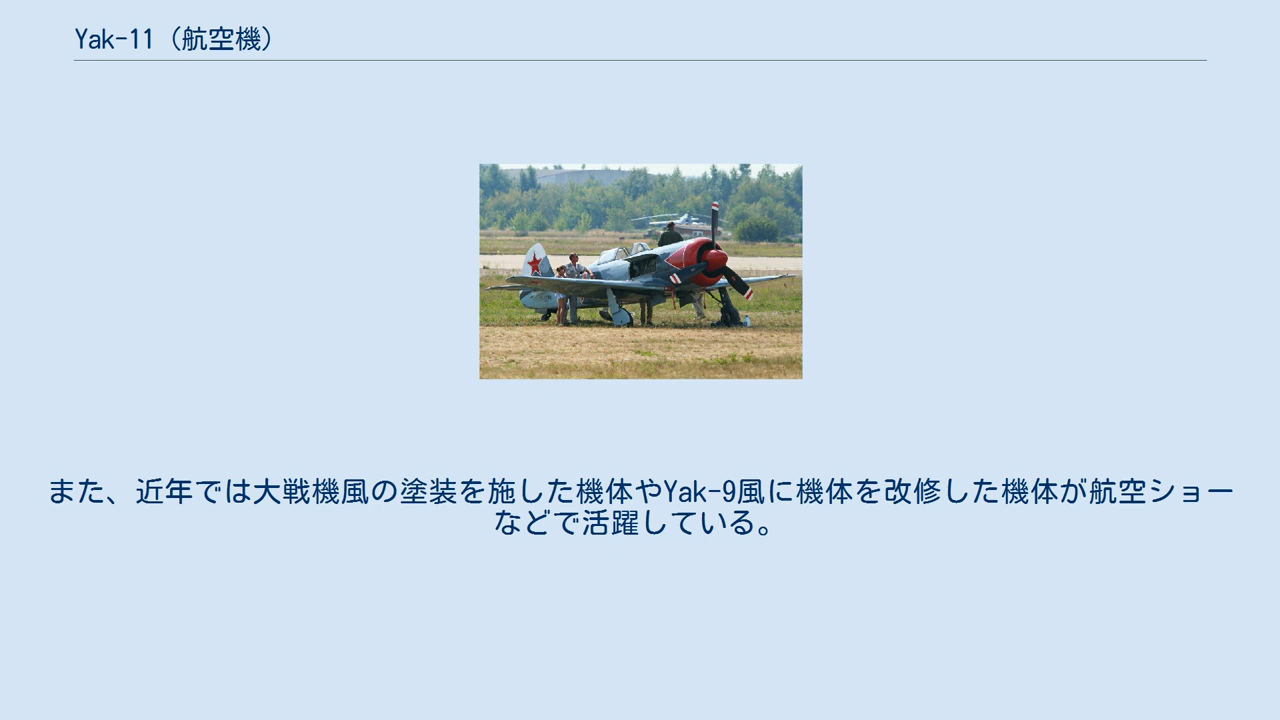 Yak-11（航空機）
また、近年では大戦機風の塗装を施した機体やYak-9風に機体を改修した機体が航空ショー
などで活躍している。